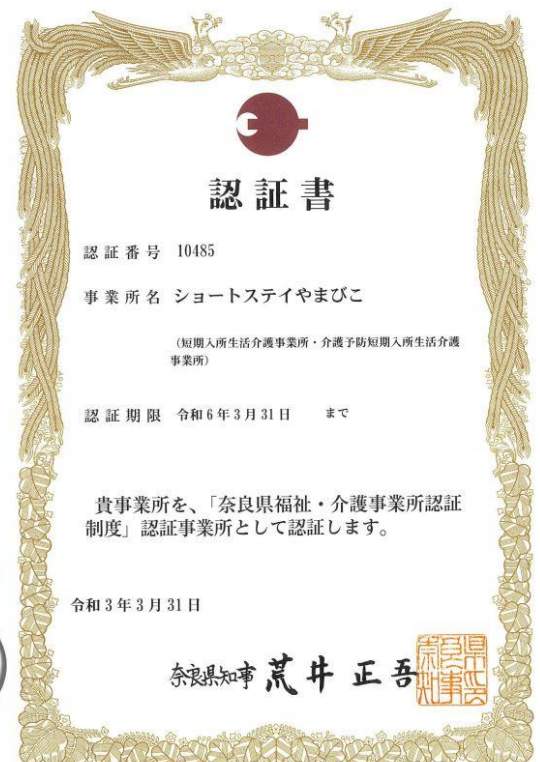 認証書
認証番号 10485
事業所名 ショートステイやまびこ
(短期入所生活介護事業所・介護予防短期入所生活介護
事業所)
認証期限 令和6年3月31日 まで
貴事業所を、「奈良県福祉・介護事業所認証
制度」認証事業所として認証します。
令和3年3月31日
奈良県知事 荒井正吾
奈良県知事印